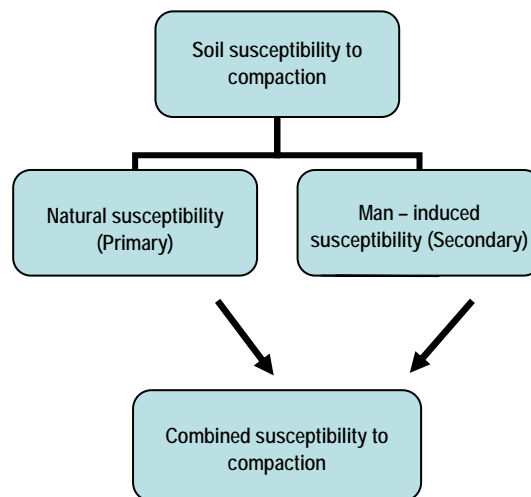 Soil susceptibility to
compaction
Natural susceptibility
(Primary)
Man – induced
susceptibility (Secondary)
Combined susceptibility to
compaction